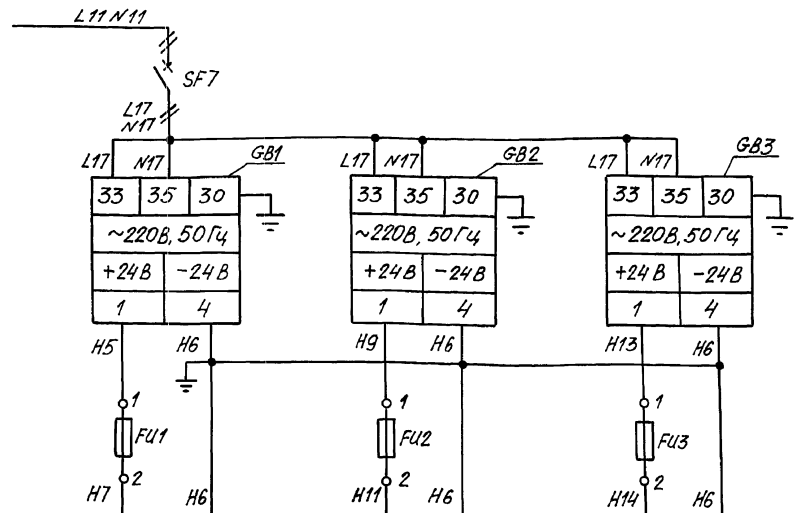 L11 N11
SF7
L17
N17
L17 N17 GB1
33 35 30
~220В, 50Гц
+24В -24В
1 4
H5 H6
1
FU1
2
H7 H6
L17 N17 GB2
33 35 30
~220В, 50Гц
+24В -24В
1 4
H9 H6
1
FU2
2
H11 H6
L17 N17 GB3
33 35 30
~220В, 50Гц
+24В -24В
1 4
H13 H6
1
FU3
2
H14 H6